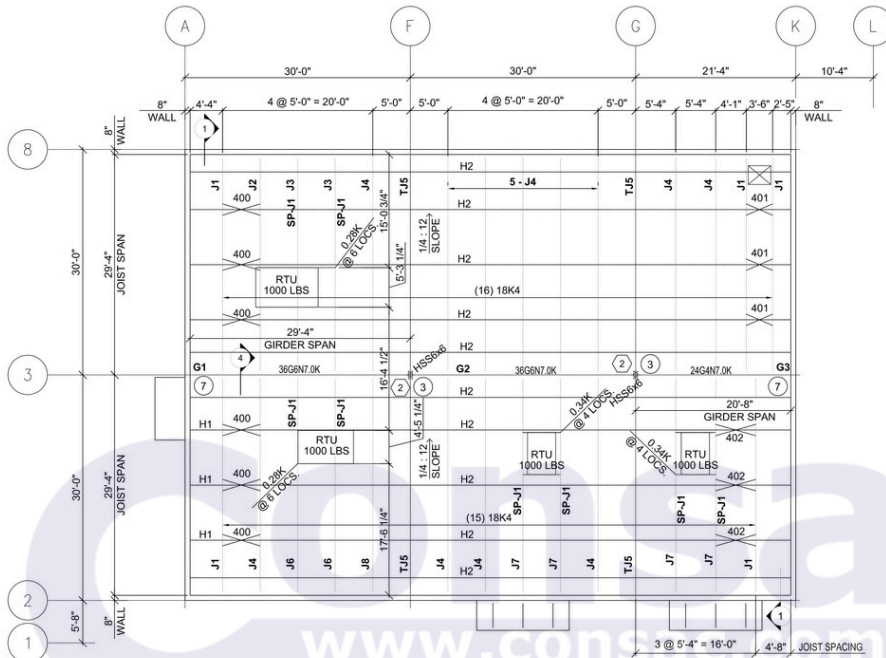 A F G K L
30'-0" 30'-0" 21'-4" 10'-4"
8" WALL 4'-4" 4 @ 5'-0" = 20'-0" 5'-0" 5'-0" 4 @ 5'-0" = 20'-0" 5'-0" 5'-4" 5'-4" 4'-1" 3'-6" 2'-5" 8" WALL
8" WALL
1
8
H2
J1 J2 J3 J3 J4 TJ5 5 - J4 TJ5 J4 J4 J1 J1
400 SP-J1 SP-J1 H2 401
15'-0 3/4"
0.28K @ 6 LOCS.
1/4 : 12 SLOPE
5'-3 1/4"
30'-0"
29'-4" JOIST SPAN
400 H2 401
RTU 1000 LBS
(16) 18K4
400 H2 401
29'-4" GIRDER SPAN
4
H2
HSS6x6
2 3
3
G1 36G6N7.0K G2 36G6N7.0K G3 24G4N7.0K
7 2 3 7
16'-4 1/2"
HSS6x6
H2
20'-8" GIRDER SPAN
0.34K @ 4 LOCS.
SP-J1 SP-J1
4'-5 1/4"
H1 400 402
RTU 1000 LBS
0.34K @ 4 LOCS.
RTU 1000 LBS
RTU 1000 LBS
1/4 : 12 SLOPE
30'-0"
29'-4" JOIST SPAN
0.28K @ 6 LOCS.
H1 400 H2 402
SP-J1 SP-J1 SP-J1 SP-J1
17'-6 1/4"
(15) 18K4
H1 400 H2 402
J1 J4 J6 J6 J8 TJ5 J4 J4 J7 J7 J4 TJ5 J7 J7 J1
H2
2
5'-8"
8" WALL
1
1
3 @ 5'-4" = 16'-0" 4'-8" JOIST SPACING